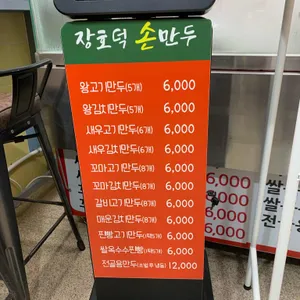 장호덕 손만두
왕고기만두(5개) 6,000
왕김치만두(5개) 6,000
새우고기만두(6개) 6,000
새우김치만두(6개) 6,000
꼬마고기만두(8개) 6,000
꼬마김치만두(8개) 6,000
갈비고기만두(8개) 6,000
매운김치만두(8개) 6,000
찐빵고기만두 6,000
쌀옥수수찐빵 6,000
전골용만두 12,000
6,000
6,000
6,000